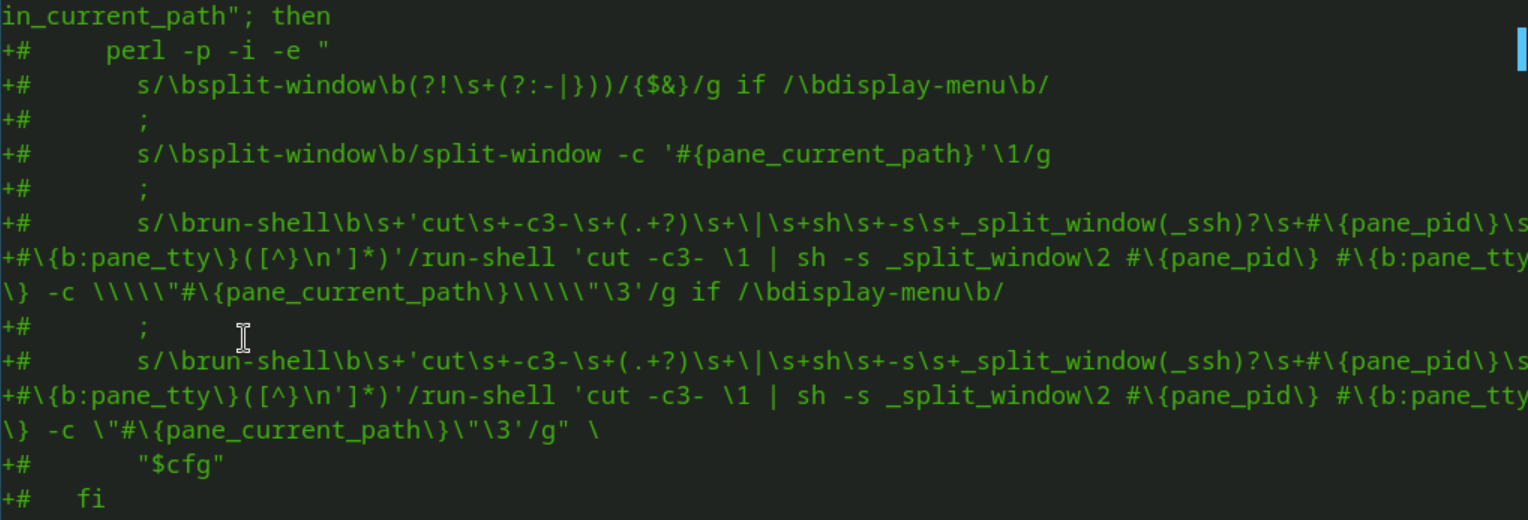 in_current_path"; then
+#     perl -p -i -e "
+#       s/\bsplit-window\b(?!\s+(?:-|}))/{$&}/g if /\bdisplay-menu\b/
+#       ;
+#       s/\bsplit-window\b/split-window -c '#{pane_current_path}'\1/g
+#       ;
+#       s/\brun-shell\b\s+'cut\s+-c3-\s+(.+?)\s+\|\s+sh\s+-s\s+_split_window(_ssh)?\s+#\{pane_pid\}\s
+#\{b:pane_tty\}([^}\n']*)'/run-shell 'cut -c3- \1 | sh -s _split_window\2 #\{pane_pid\} #\{b:pane_tty
\} -c \\\\\"#\{pane_current_path\}\\\\\"\3'/g if /\bdisplay-menu\b/
+#       ;
+#       s/\brun-shell\b\s+'cut\s+-c3-\s+(.+?)\s+\|\s+sh\s+-s\s+_split_window(_ssh)?\s+#\{pane_pid\}\s
+#\{b:pane_tty\}([^}\n']*)'/run-shell 'cut -c3- \1 | sh -s _split_window\2 #\{pane_pid\} #\{b:pane_tty
\} -c \"#\{pane_current_path\}\"\3'/g" \
+#       "$cfg"
+#   fi